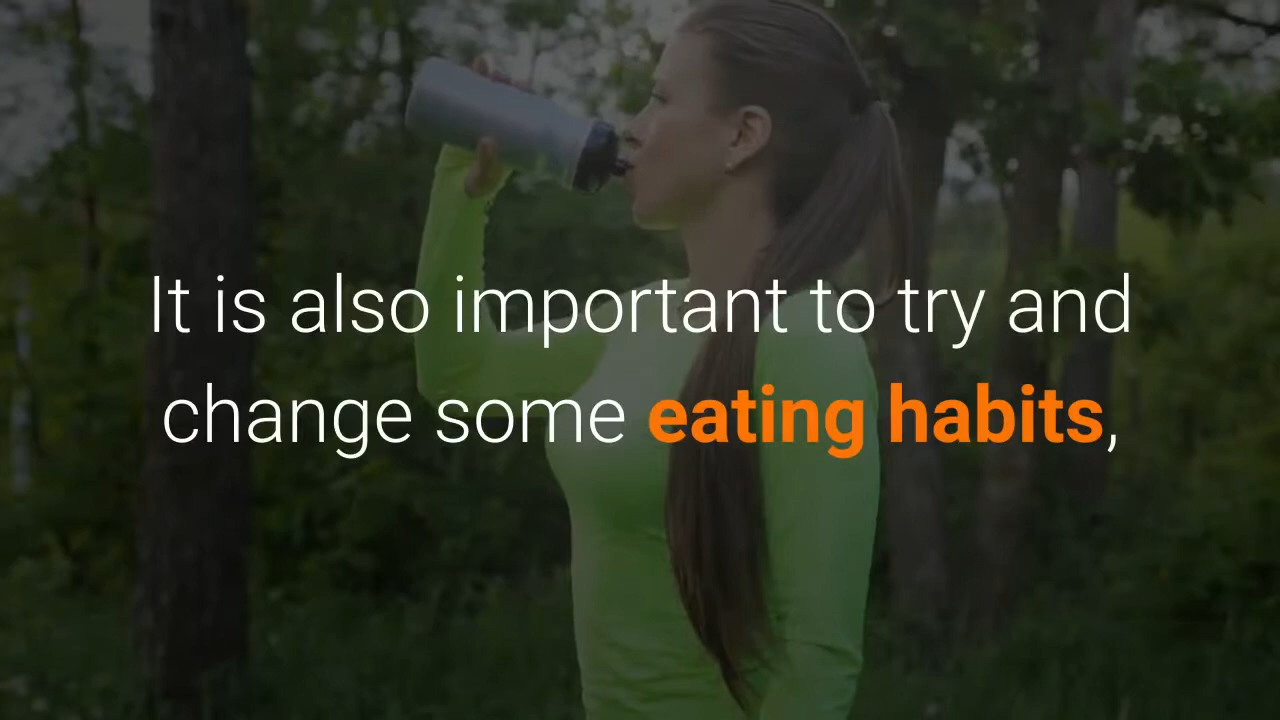 It is also important to try and
change some eating habits,